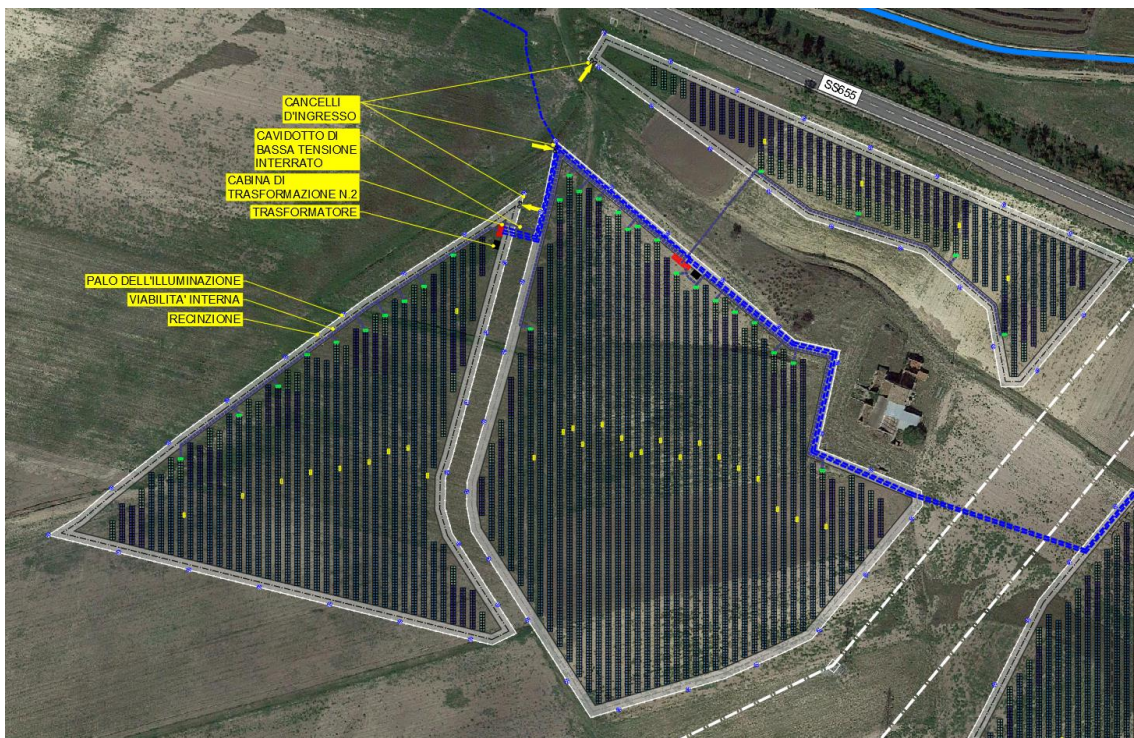 SS655
CANCELLI
D'INGRESSO
CAVIDOTTO DI
BASSA TENSIONE
INTERRATO
CABINA DI
TRASFORMAZIONE N.2
TRASFORMATORE
PALO DELL'ILLUMINAZIONE
VIABILITA' INTERNA
RECINZIONE